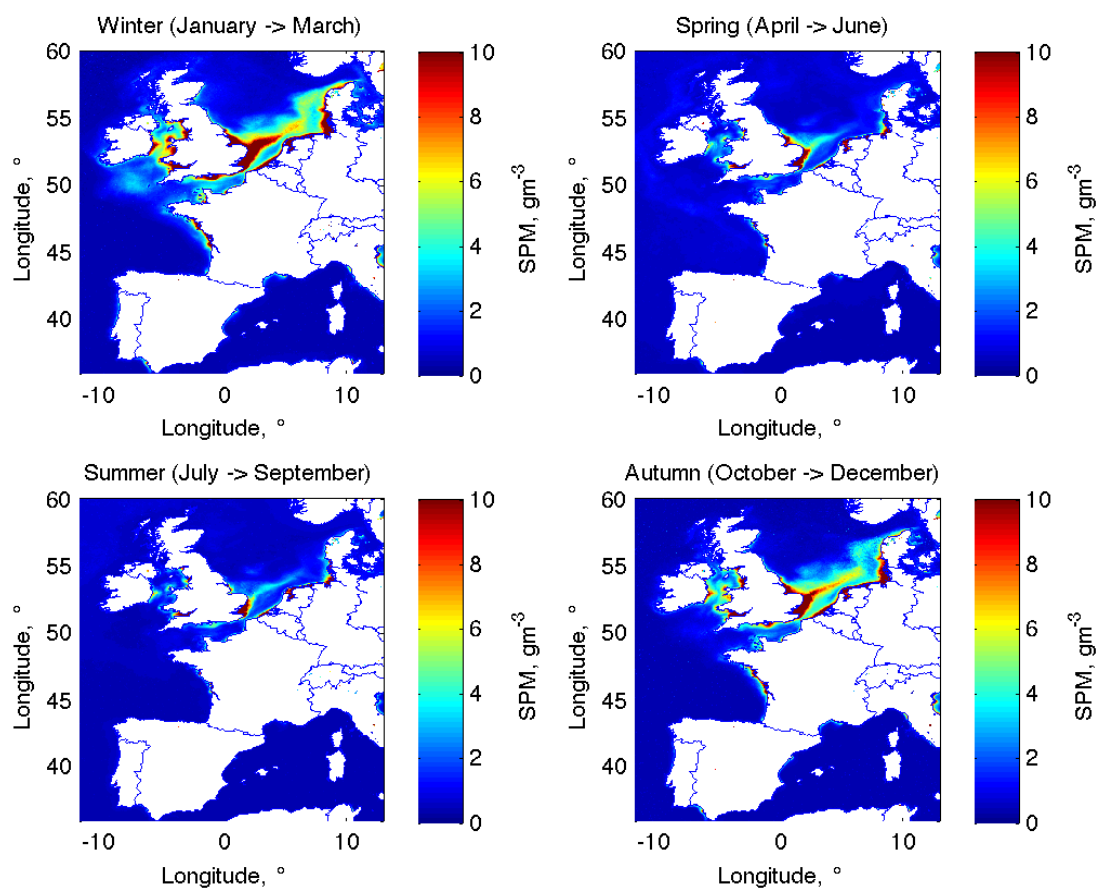 Winter (January -> March)
60
55
50
45
40
-10 0 10
Longitude, °
Longitude, °
10
8
6
4
2
0
SPM, gm-3
Spring (April -> June)
60
55
50
45
40
-10 0 10
Longitude, °
Longitude, °
10
8
6
4
2
0
SPM, gm-3
Summer (July -> September)
60
55
50
45
40
-10 0 10
Longitude, °
Longitude, °
10
8
6
4
2
0
SPM, gm-3
Autumn (October -> December)
60
55
50
45
40
-10 0 10
Longitude, °
Longitude, °
10
8
6
4
2
0
SPM, gm-3